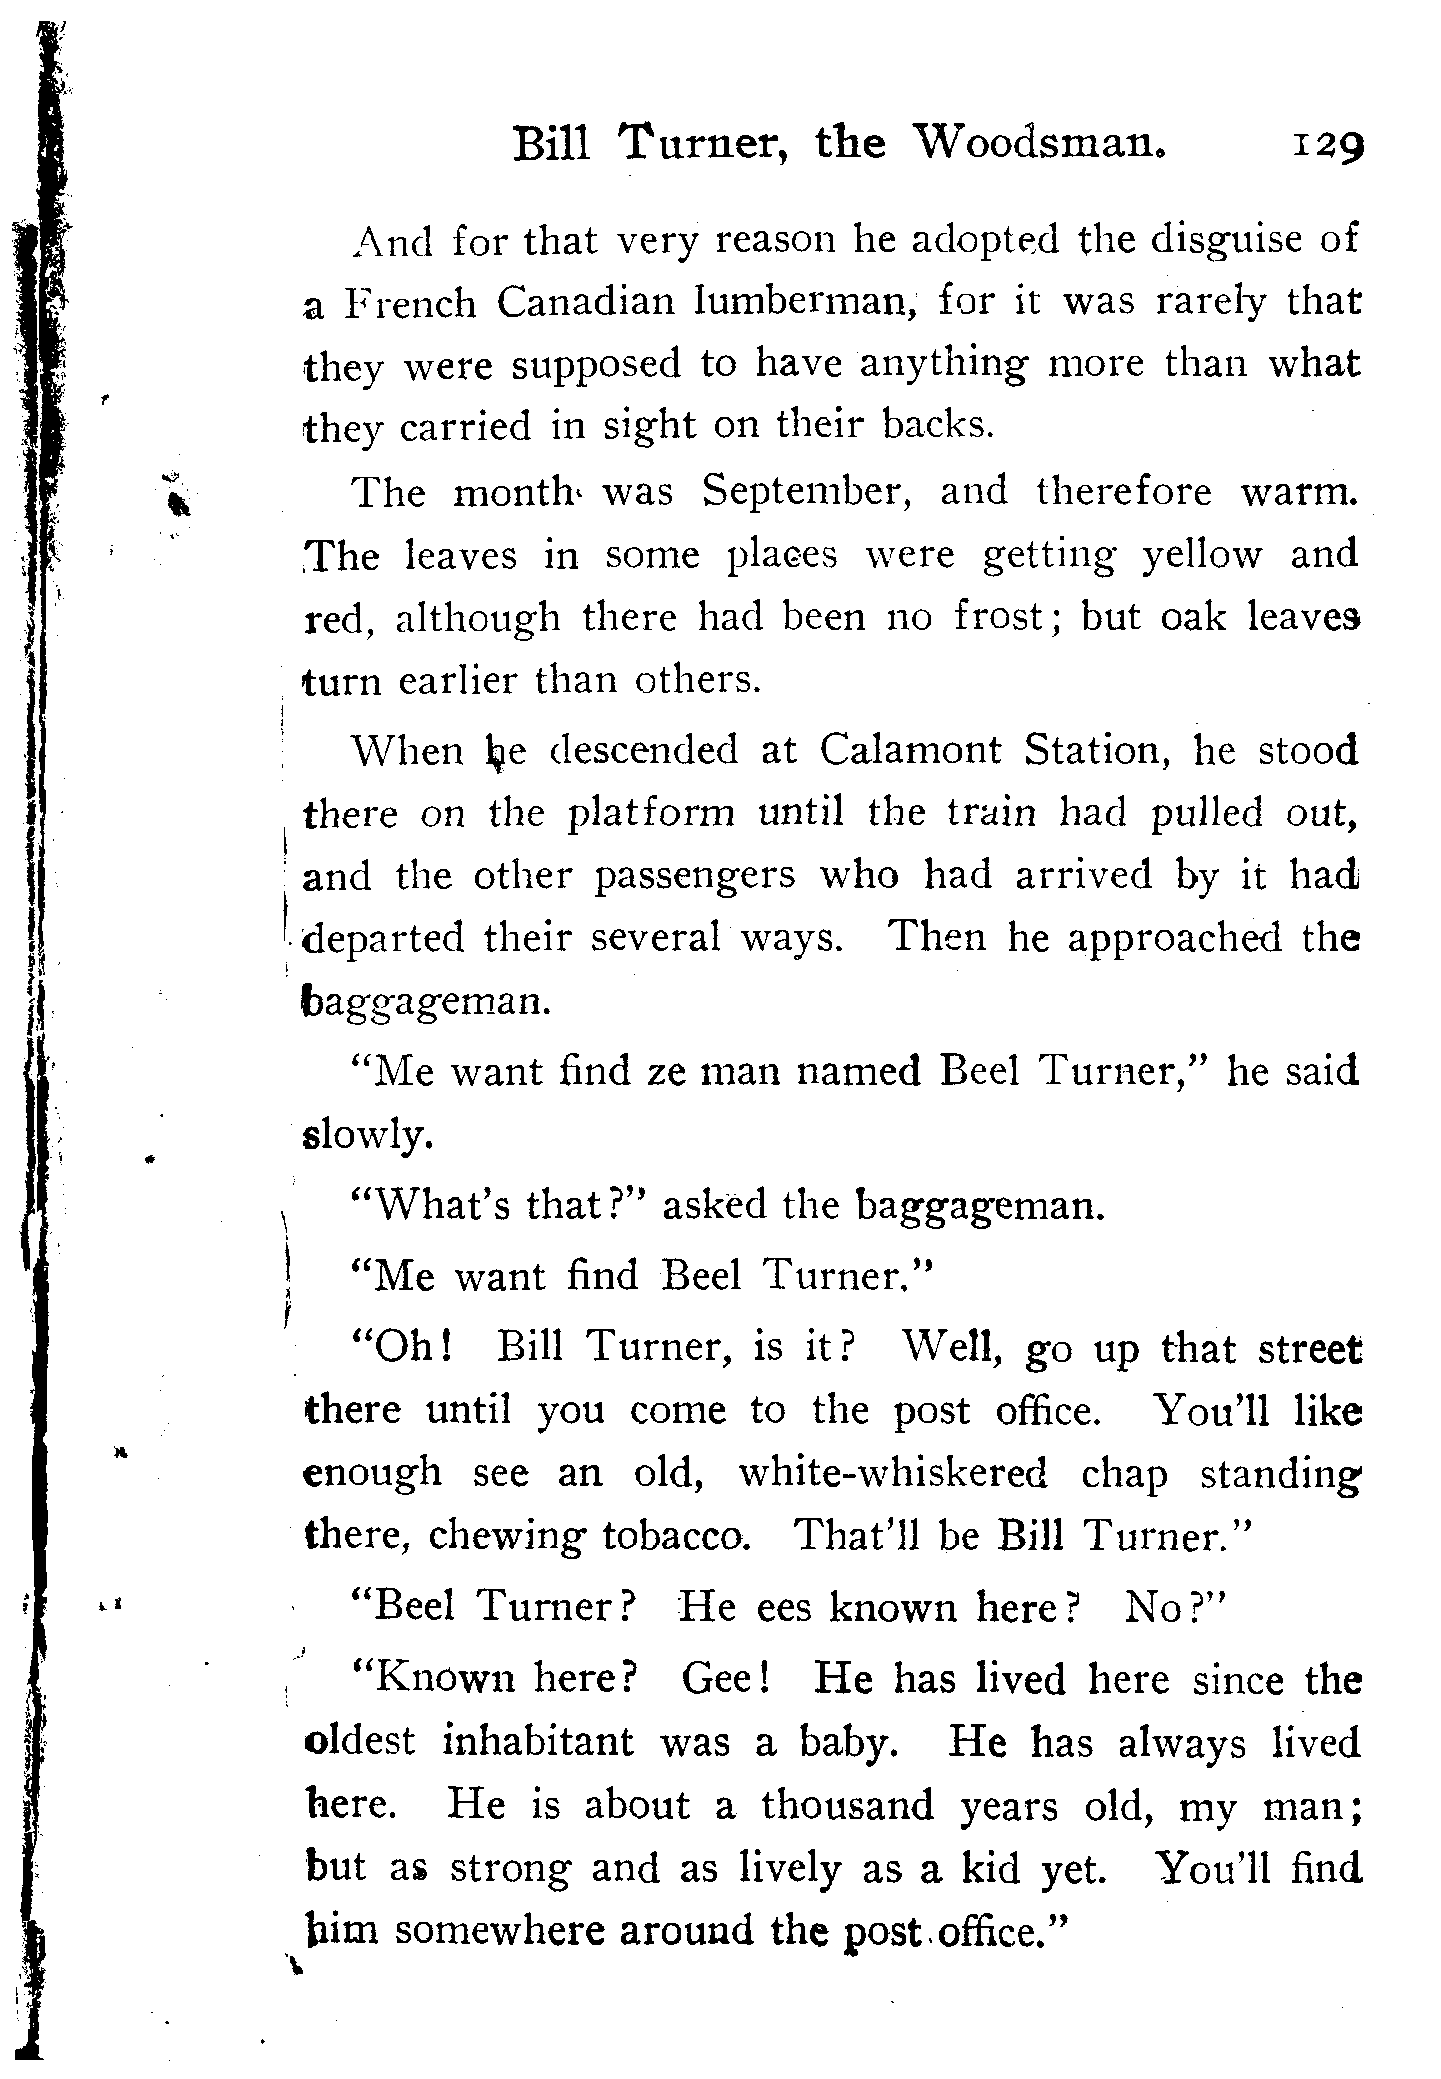 Bill Turner, the Woodsman. 129
And for that very reason he adopted the disguise of
a French Canadian lumberman, for it was rarely that
they were supposed to have anything more than what
they carried in sight on their backs.
The month was September, and therefore warm.
The leaves in some places were getting yellow and
red, although there had been no frost; but oak leaves
turn earlier than others.
When he descended at Calamont Station, he stood
there on the platform until the train had pulled out,
and the other passengers who had arrived by it had
departed their several ways. Then he approached the
baggageman.
"Me want find ze man named Beel Turner," he said
slowly.
"What's that?" asked the baggageman.
"Me want find Beel Turner."
"Oh! Bill Turner, is it? Well, go up that street
there until you come to the post office. You'll like
enough see an old, white-whiskered chap standing
there, chewing tobacco. That'll be Bill Turner."
"Beel Turner? He ees known here? No?"
"Known here? Gee! He has lived here since the
oldest inhabitant was a baby. He has always lived
here. He is about a thousand years old, my man;
but as strong and as lively as a kid yet. You'll find
him somewhere around the post office."